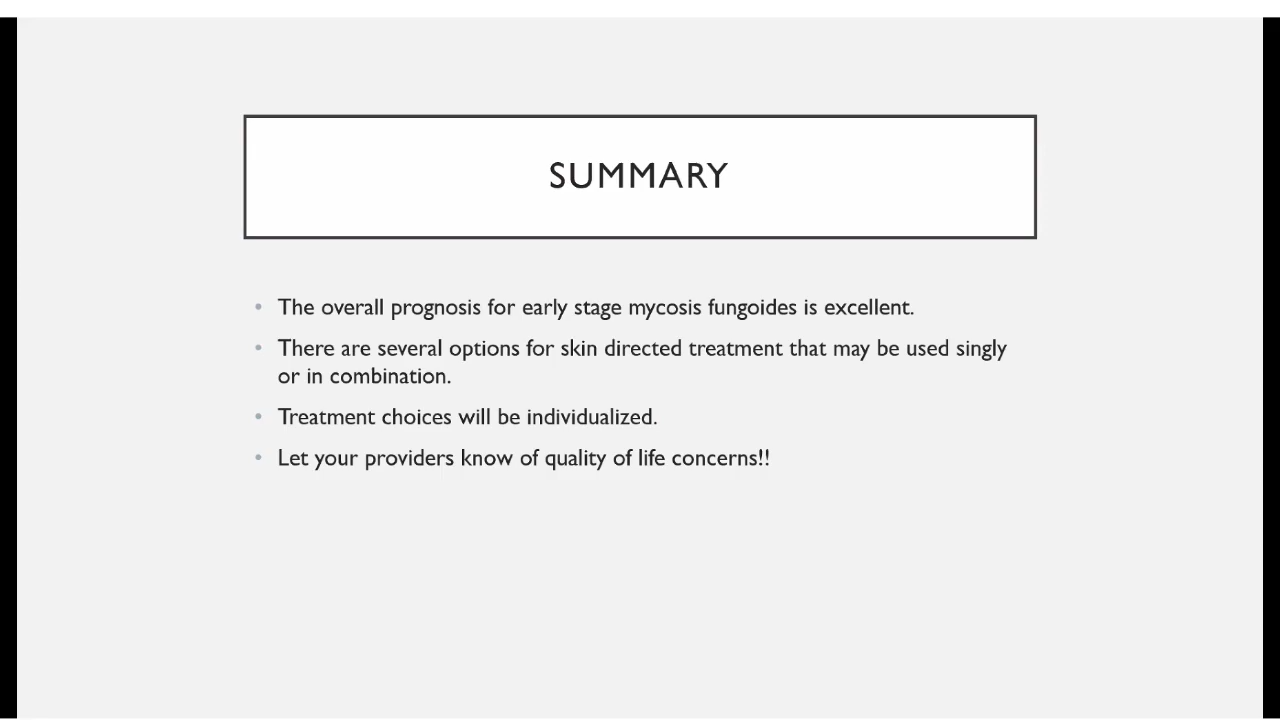 SUMMARY
• The overall prognosis for early stage mycosis fungoides is excellent.
• There are several options for skin directed treatment that may be used singly
or in combination.
• Treatment choices will be individualized.
• Let your providers know of quality of life concerns!!